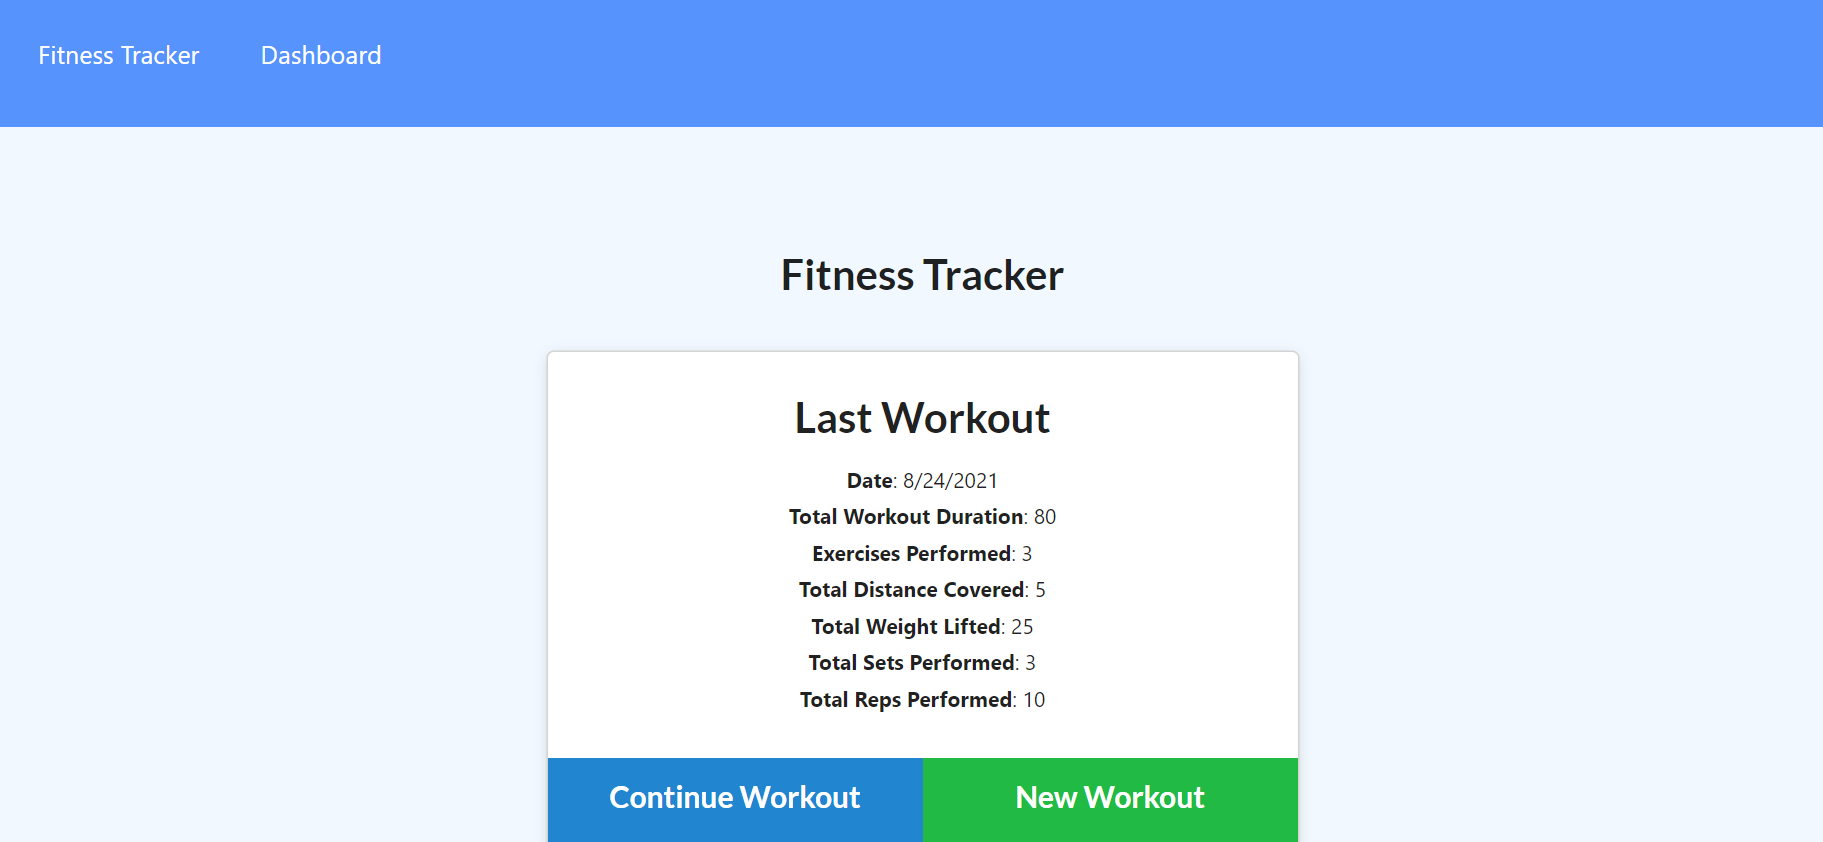 Fitness Tracker Dashboard
Fitness Tracker
Last Workout
Date: 8/24/2021
Total Workout Duration: 80
Exercises Performed: 3
Total Distance Covered: 5
Total Weight Lifted: 25
Total Sets Performed: 3
Total Reps Performed: 10
Continue Workout New Workout